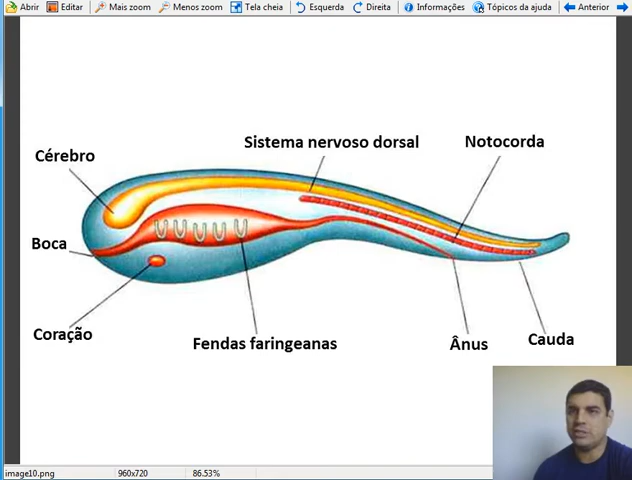 Abrir Editar Mais zoom Menos zoom Tela cheia Esquerda Direita Informações Tópicos da ajuda Anterior
Sistema nervoso dorsal Notocorda
Cérebro
Boca
Coração
Fendas faringeanas Ânus Cauda
image10.png 960x720 86.53%